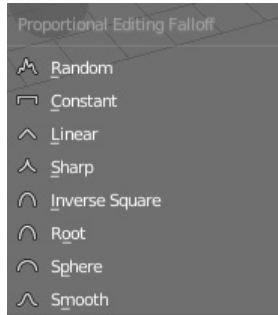 Proportional Editing Falloff
Random
Constant
Linear
Sharp
Inverse Square
Root
Sphere
Smooth